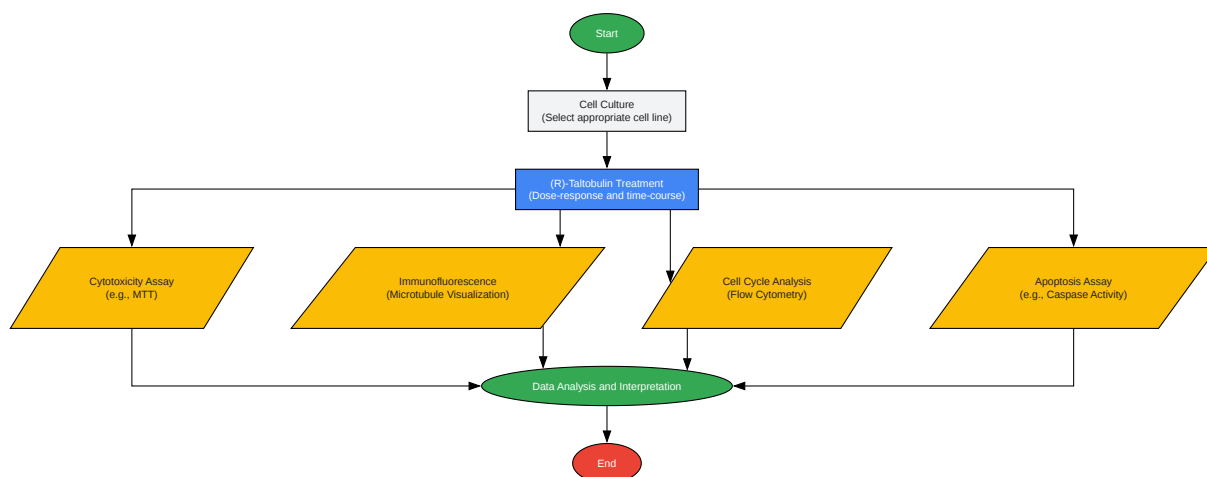 Start
Cell Culture
(Select appropriate cell line)
(R)-Taltobulin Treatment
(Dose-response and time-course)
Cytotoxicity Assay
(e.g., MTT)
Immunofluorescence
(Microtubule Visualization)
Cell Cycle Analysis
(Flow Cytometry)
Apoptosis Assay
(e.g., Caspase Activity)
Data Analysis and Interpretation
End